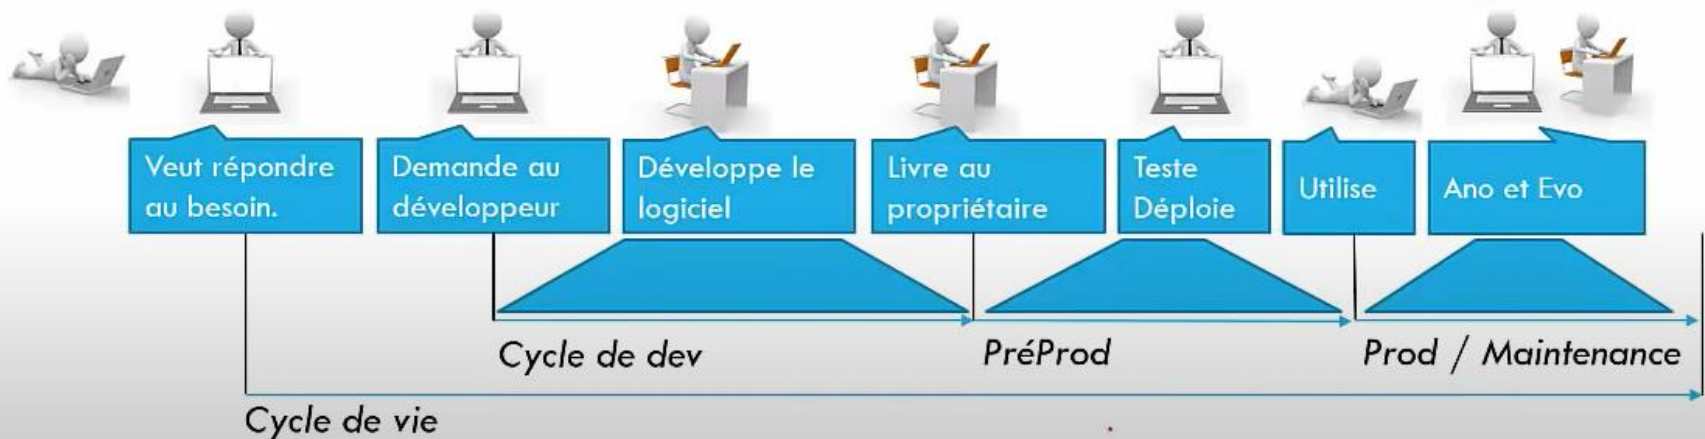 Veut répondre
au besoin.
Demande au
développeur
Développe le
logiciel
Livre au
propriétaire
Teste
Déploie
Utilise
Ano et Evo
Cycle de dev
PréProd
Prod / Maintenance
Cycle de vie